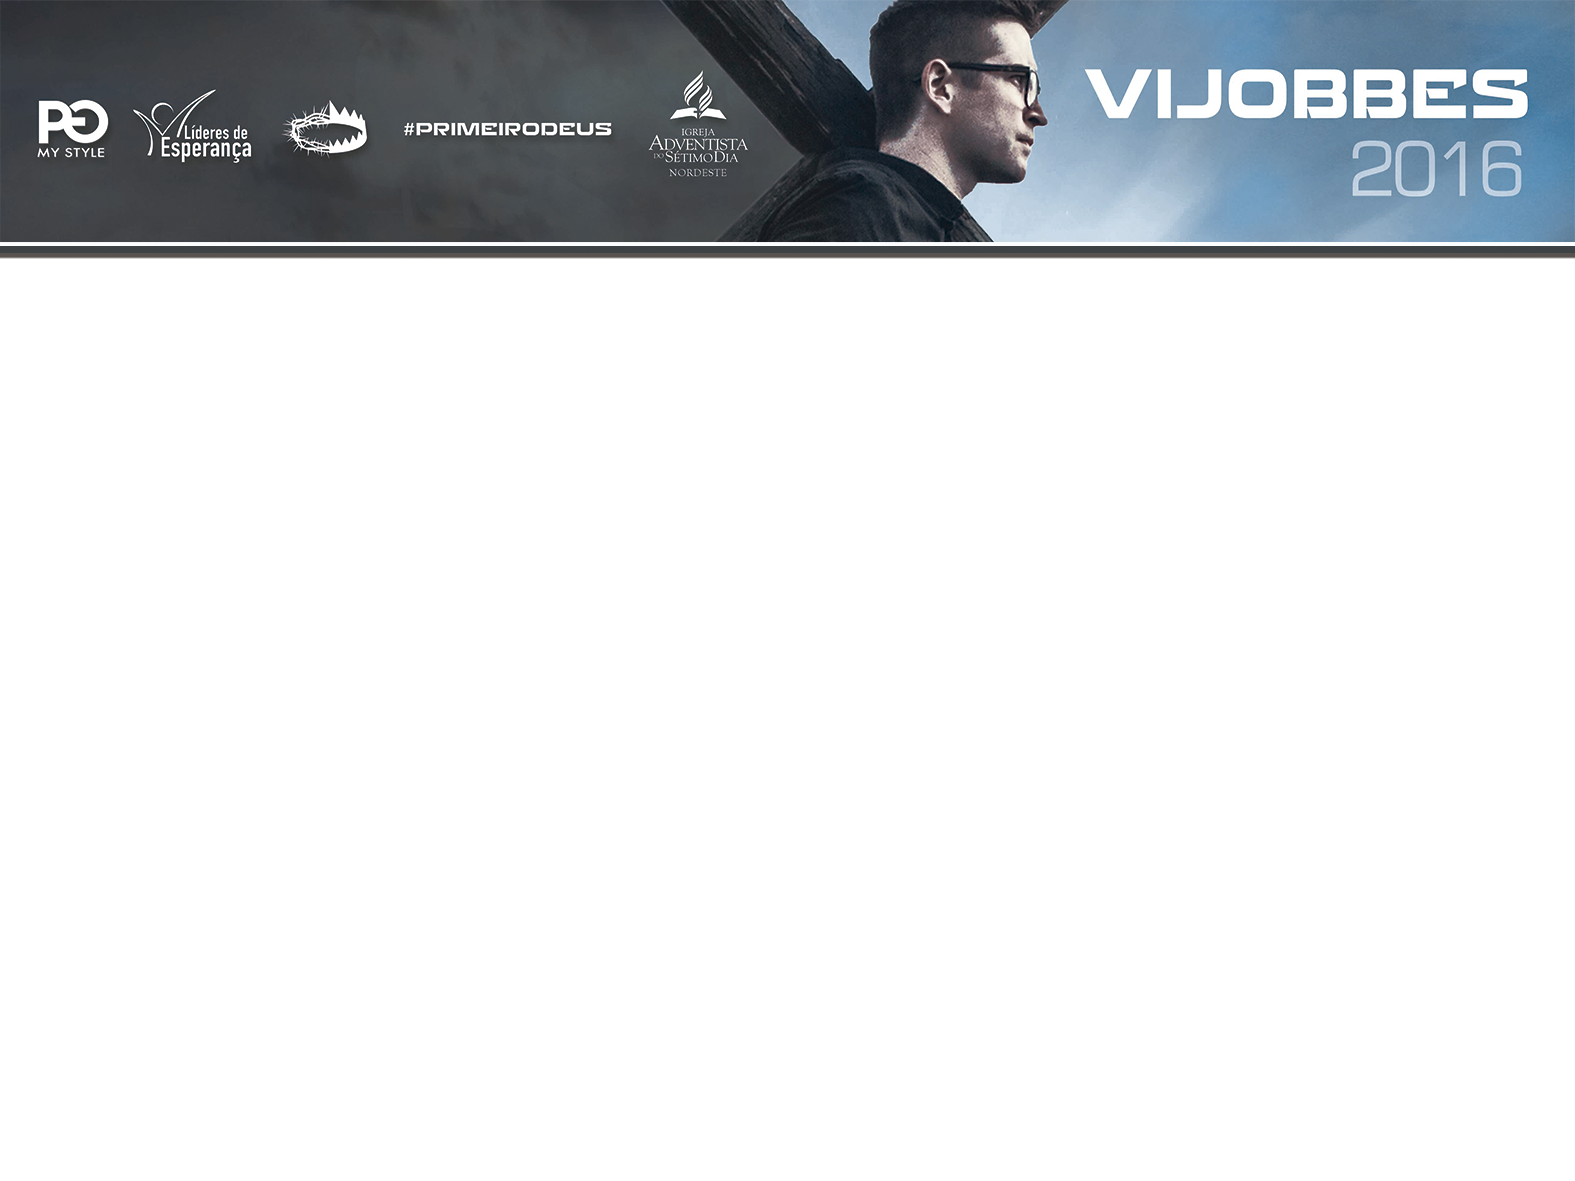 PG
MY STYLE
Líderes de
Esperança
#PRIMEIRODEUS
IGREJA
ADVENTISTA
DO SÉTIMO DIA
NORDESTE
VIJOBBES
2016